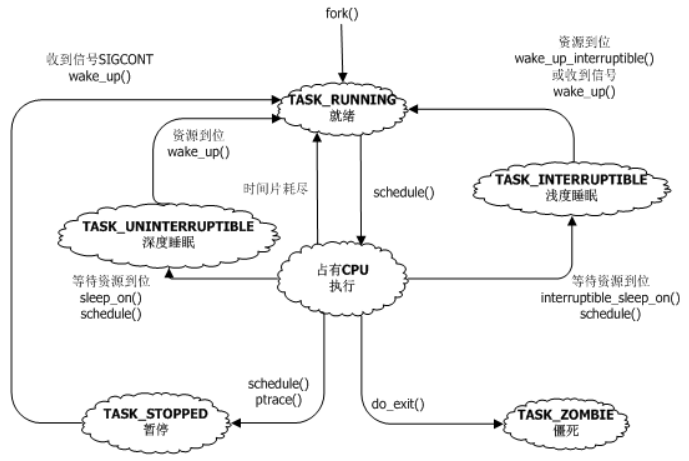 fork()
收到信号SIGCONT
wake_up()
资源到位
wake_up_interruptible()
或收到信号
wake_up()
TASK_RUNNING
就绪
资源到位
wake_up()
时间片耗尽
schedule()
TASK_INTERRUPTIBLE
浅度睡眠
TASK_UNINTERRUPTIBLE
深度睡眠
占有CPU
执行
等待资源到位
sleep_on()
schedule()
等待资源到位
interruptible_sleep_on()
schedule()
schedule()
ptrace()
do_exit()
TASK_STOPPED
暂停
TASK_ZOMBIE
僵死